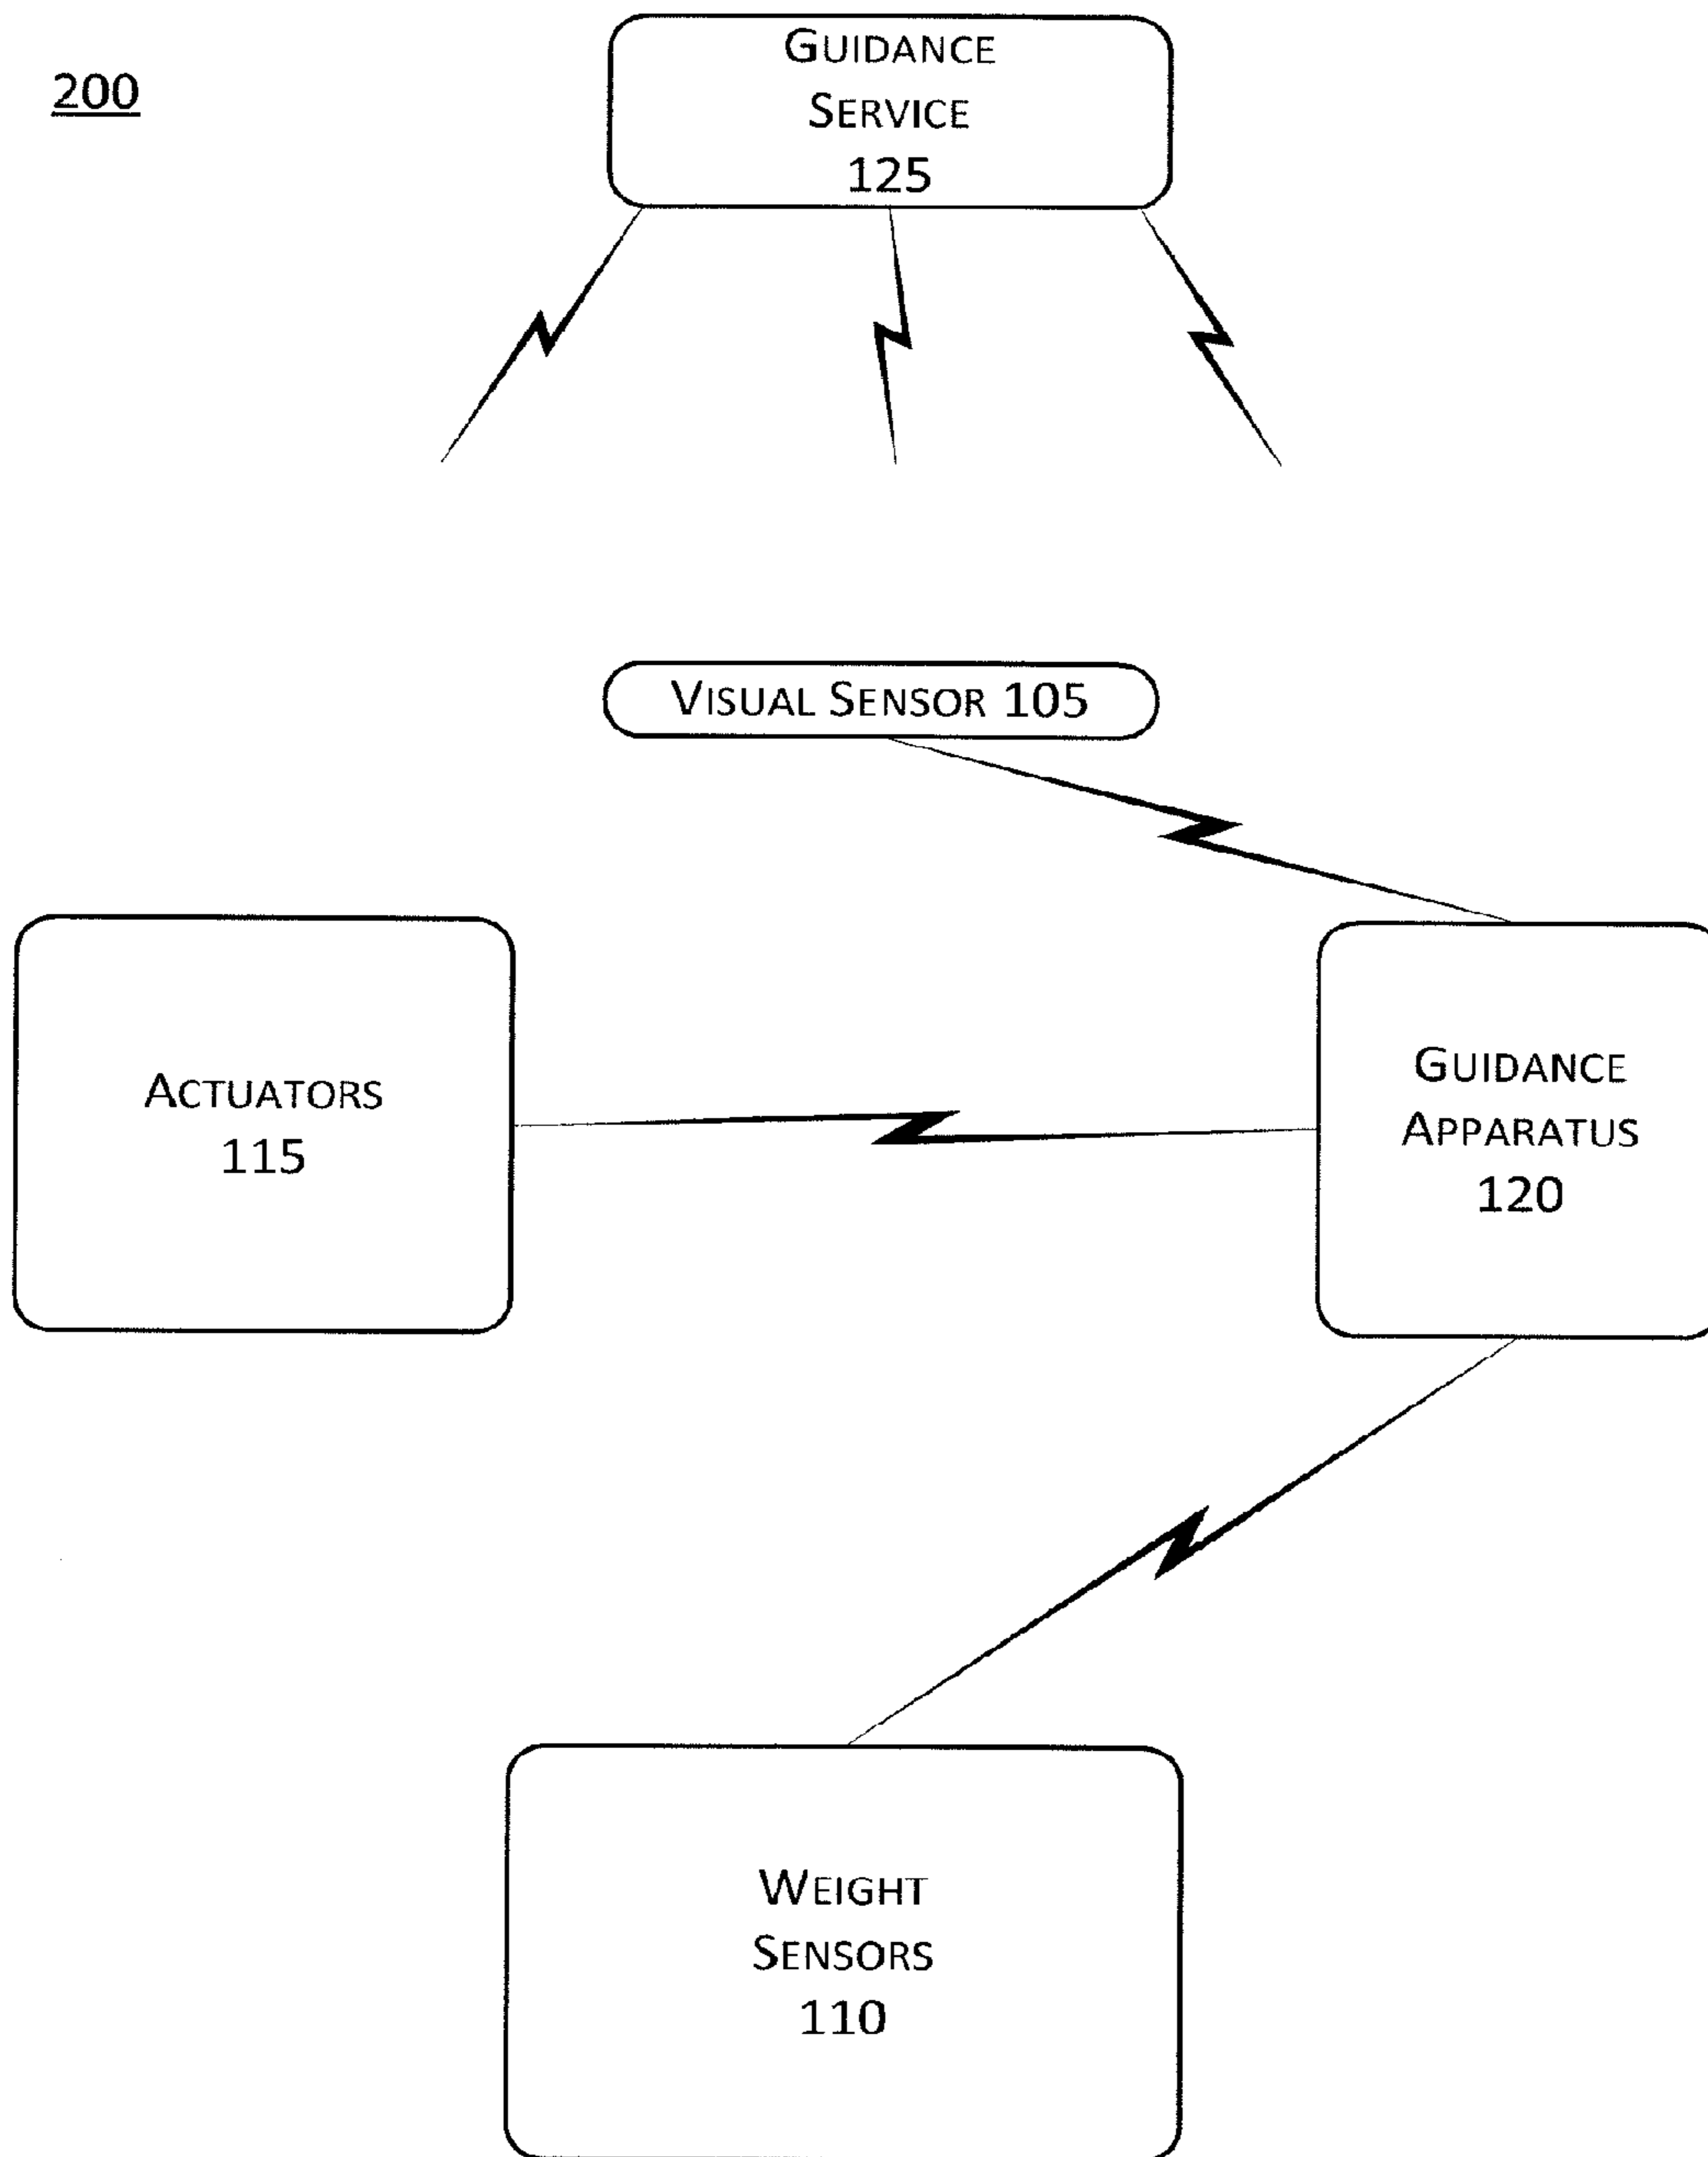 200
GUIDANCE
SERVICE
125
VISUAL SENSOR 105
ACTUATORS
115
GUIDANCE
APPARATUS
120
WEIGHT
SENSORS
110